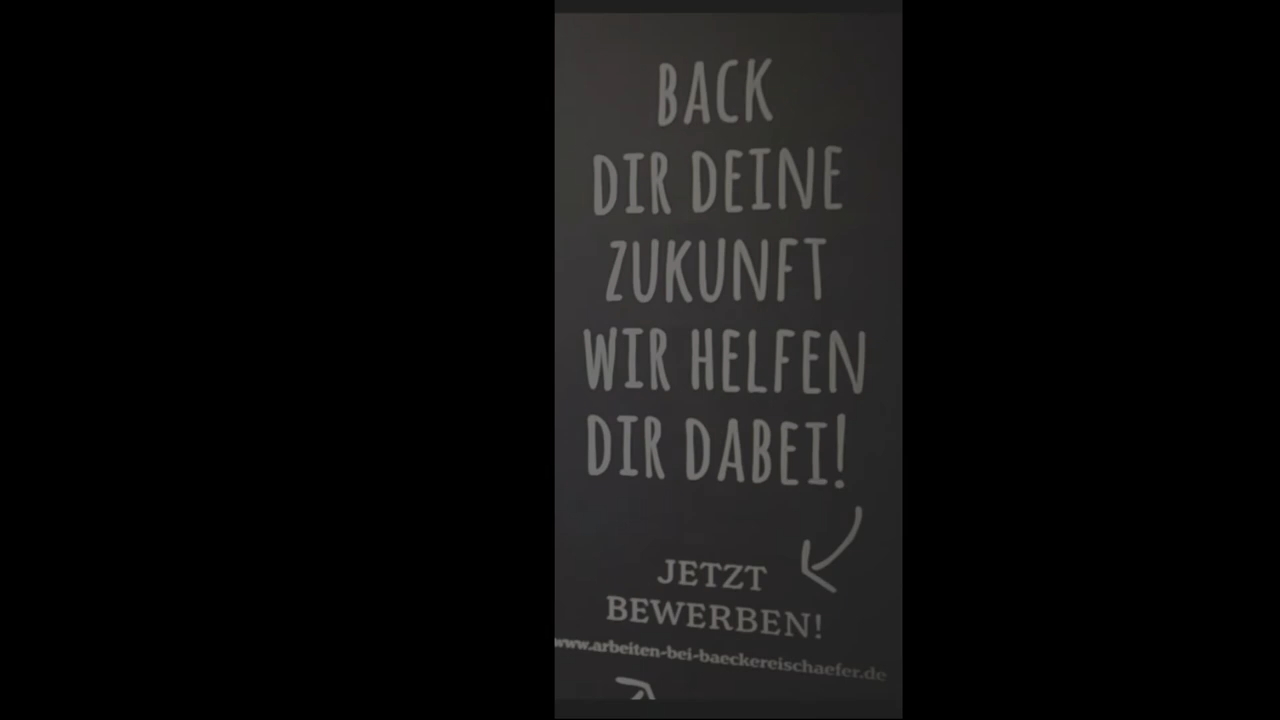 BACK
DIR DEINE
ZUKUNFT
WIR HELFEN
DIR DABEI!
JETZT
BEWERBEN!
www.arbeiten-bei-baeckereischaefer.de